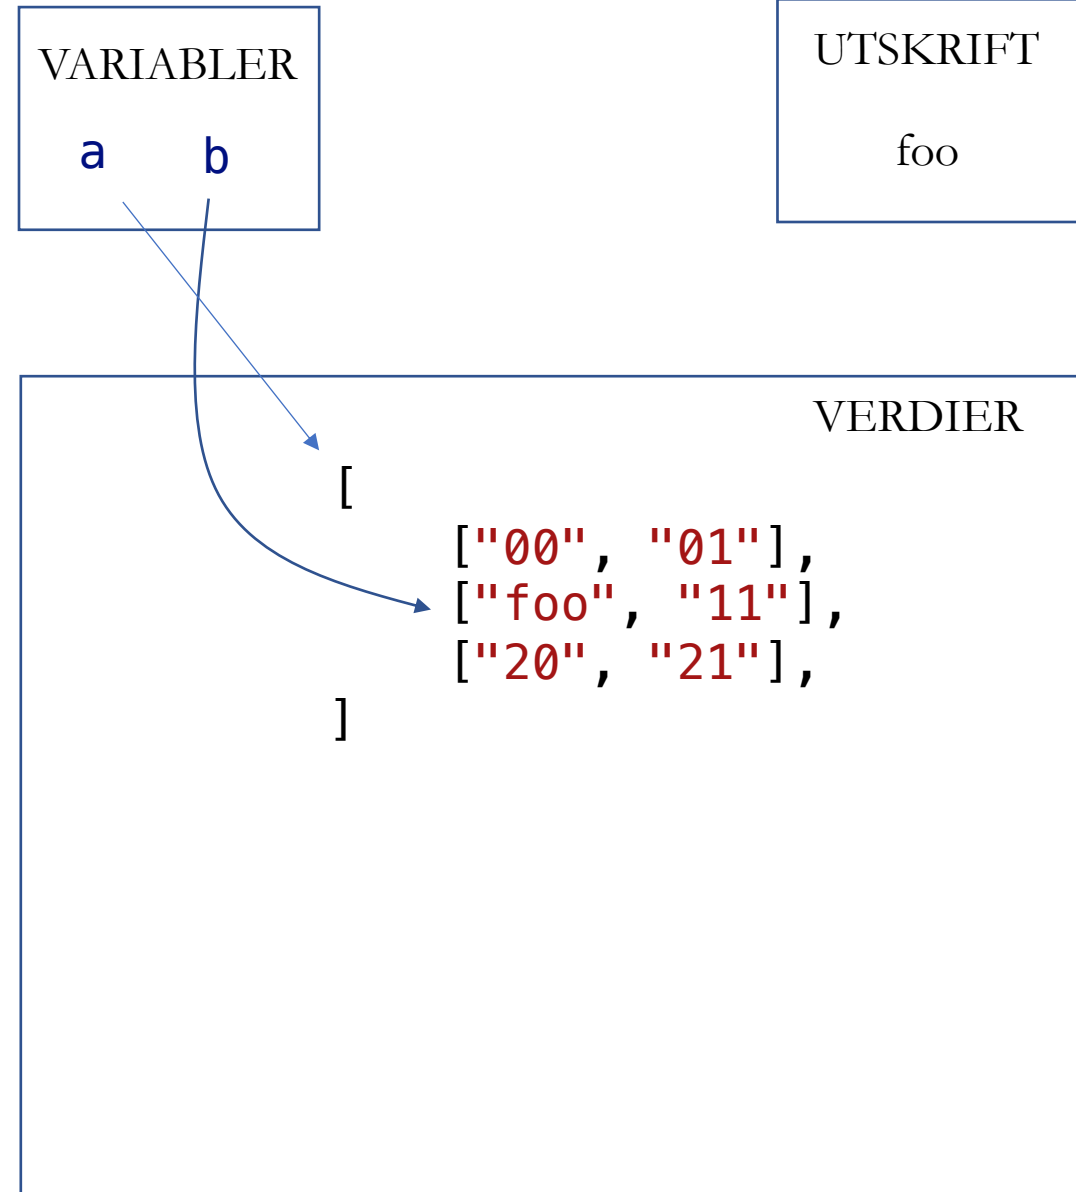 VARIABLER
a b
UTSKRIFT
foo
VERDIER
[
["00", "01"],
["foo", "11"],
["20", "21"],
]